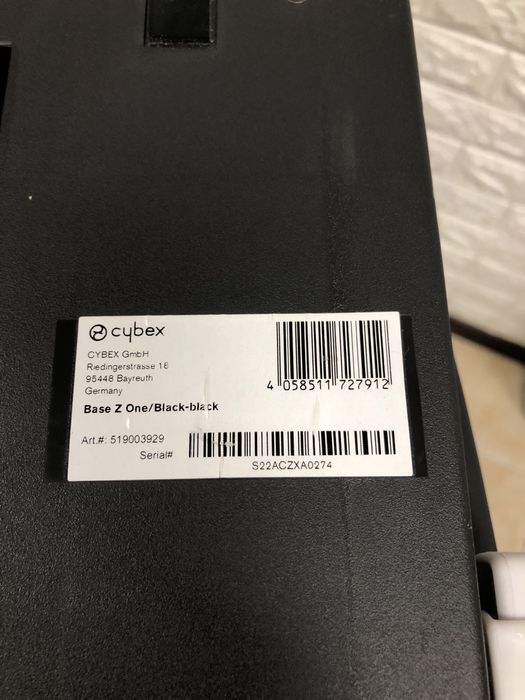 cybex
CYBEX GmbH
Riedingerstrasse 18
95448 Bayreuth
Germany
4 058511 727912
Base Z One/Black-black
Art.#: 519003929
Serial#
S22ACZXA0274